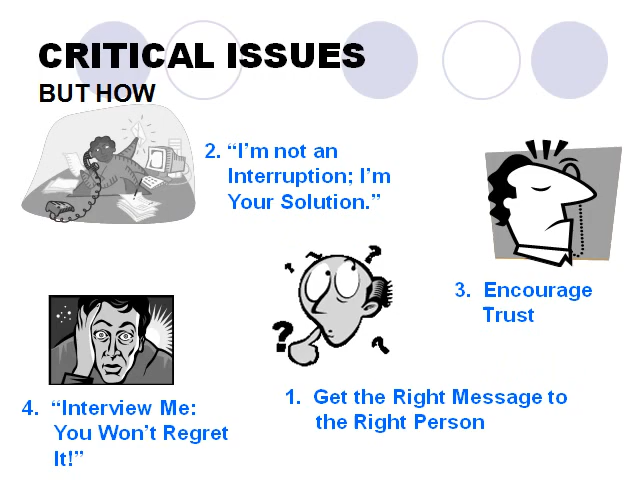 CRITICAL ISSUES
BUT HOW
2. “I’m not an
Interruption; I’m
Your Solution.”
3. Encourage
Trust
1. Get the Right Message to
the Right Person
4. “Interview Me:
You Won’t Regret
It!”